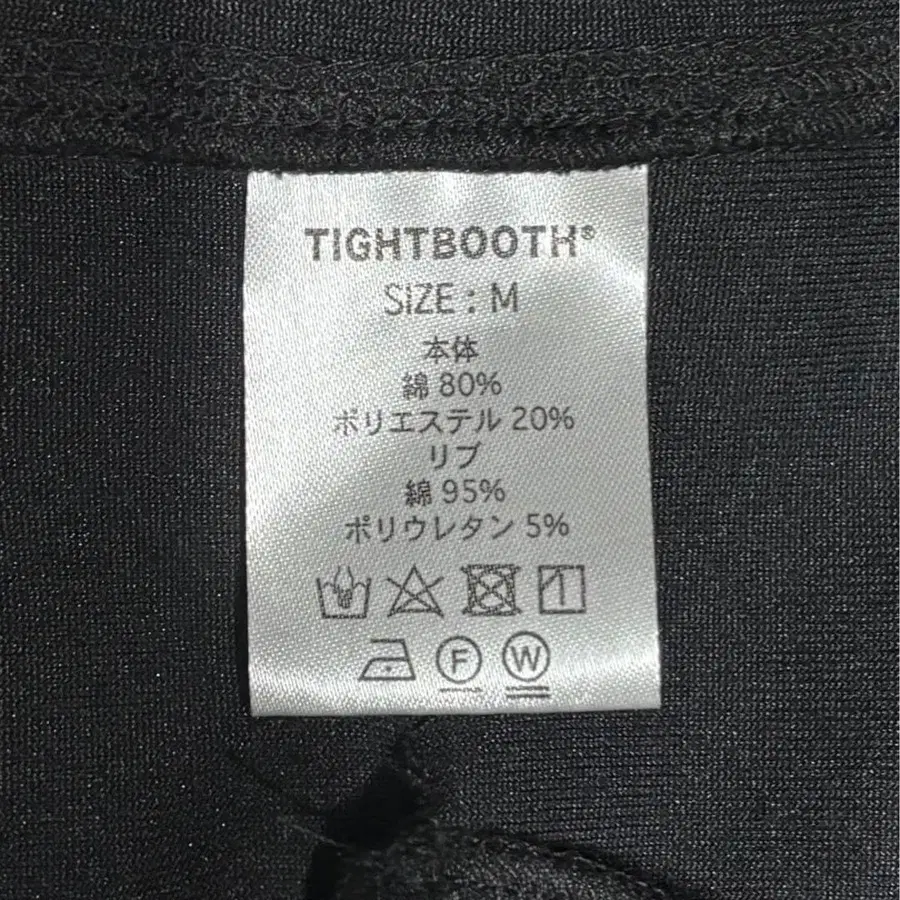 TIGHTBOOTH®
SIZE : M
本体
綿 80%
ポリエステル 20%
リブ
綿 95%
ポリウレタン 5%
F W